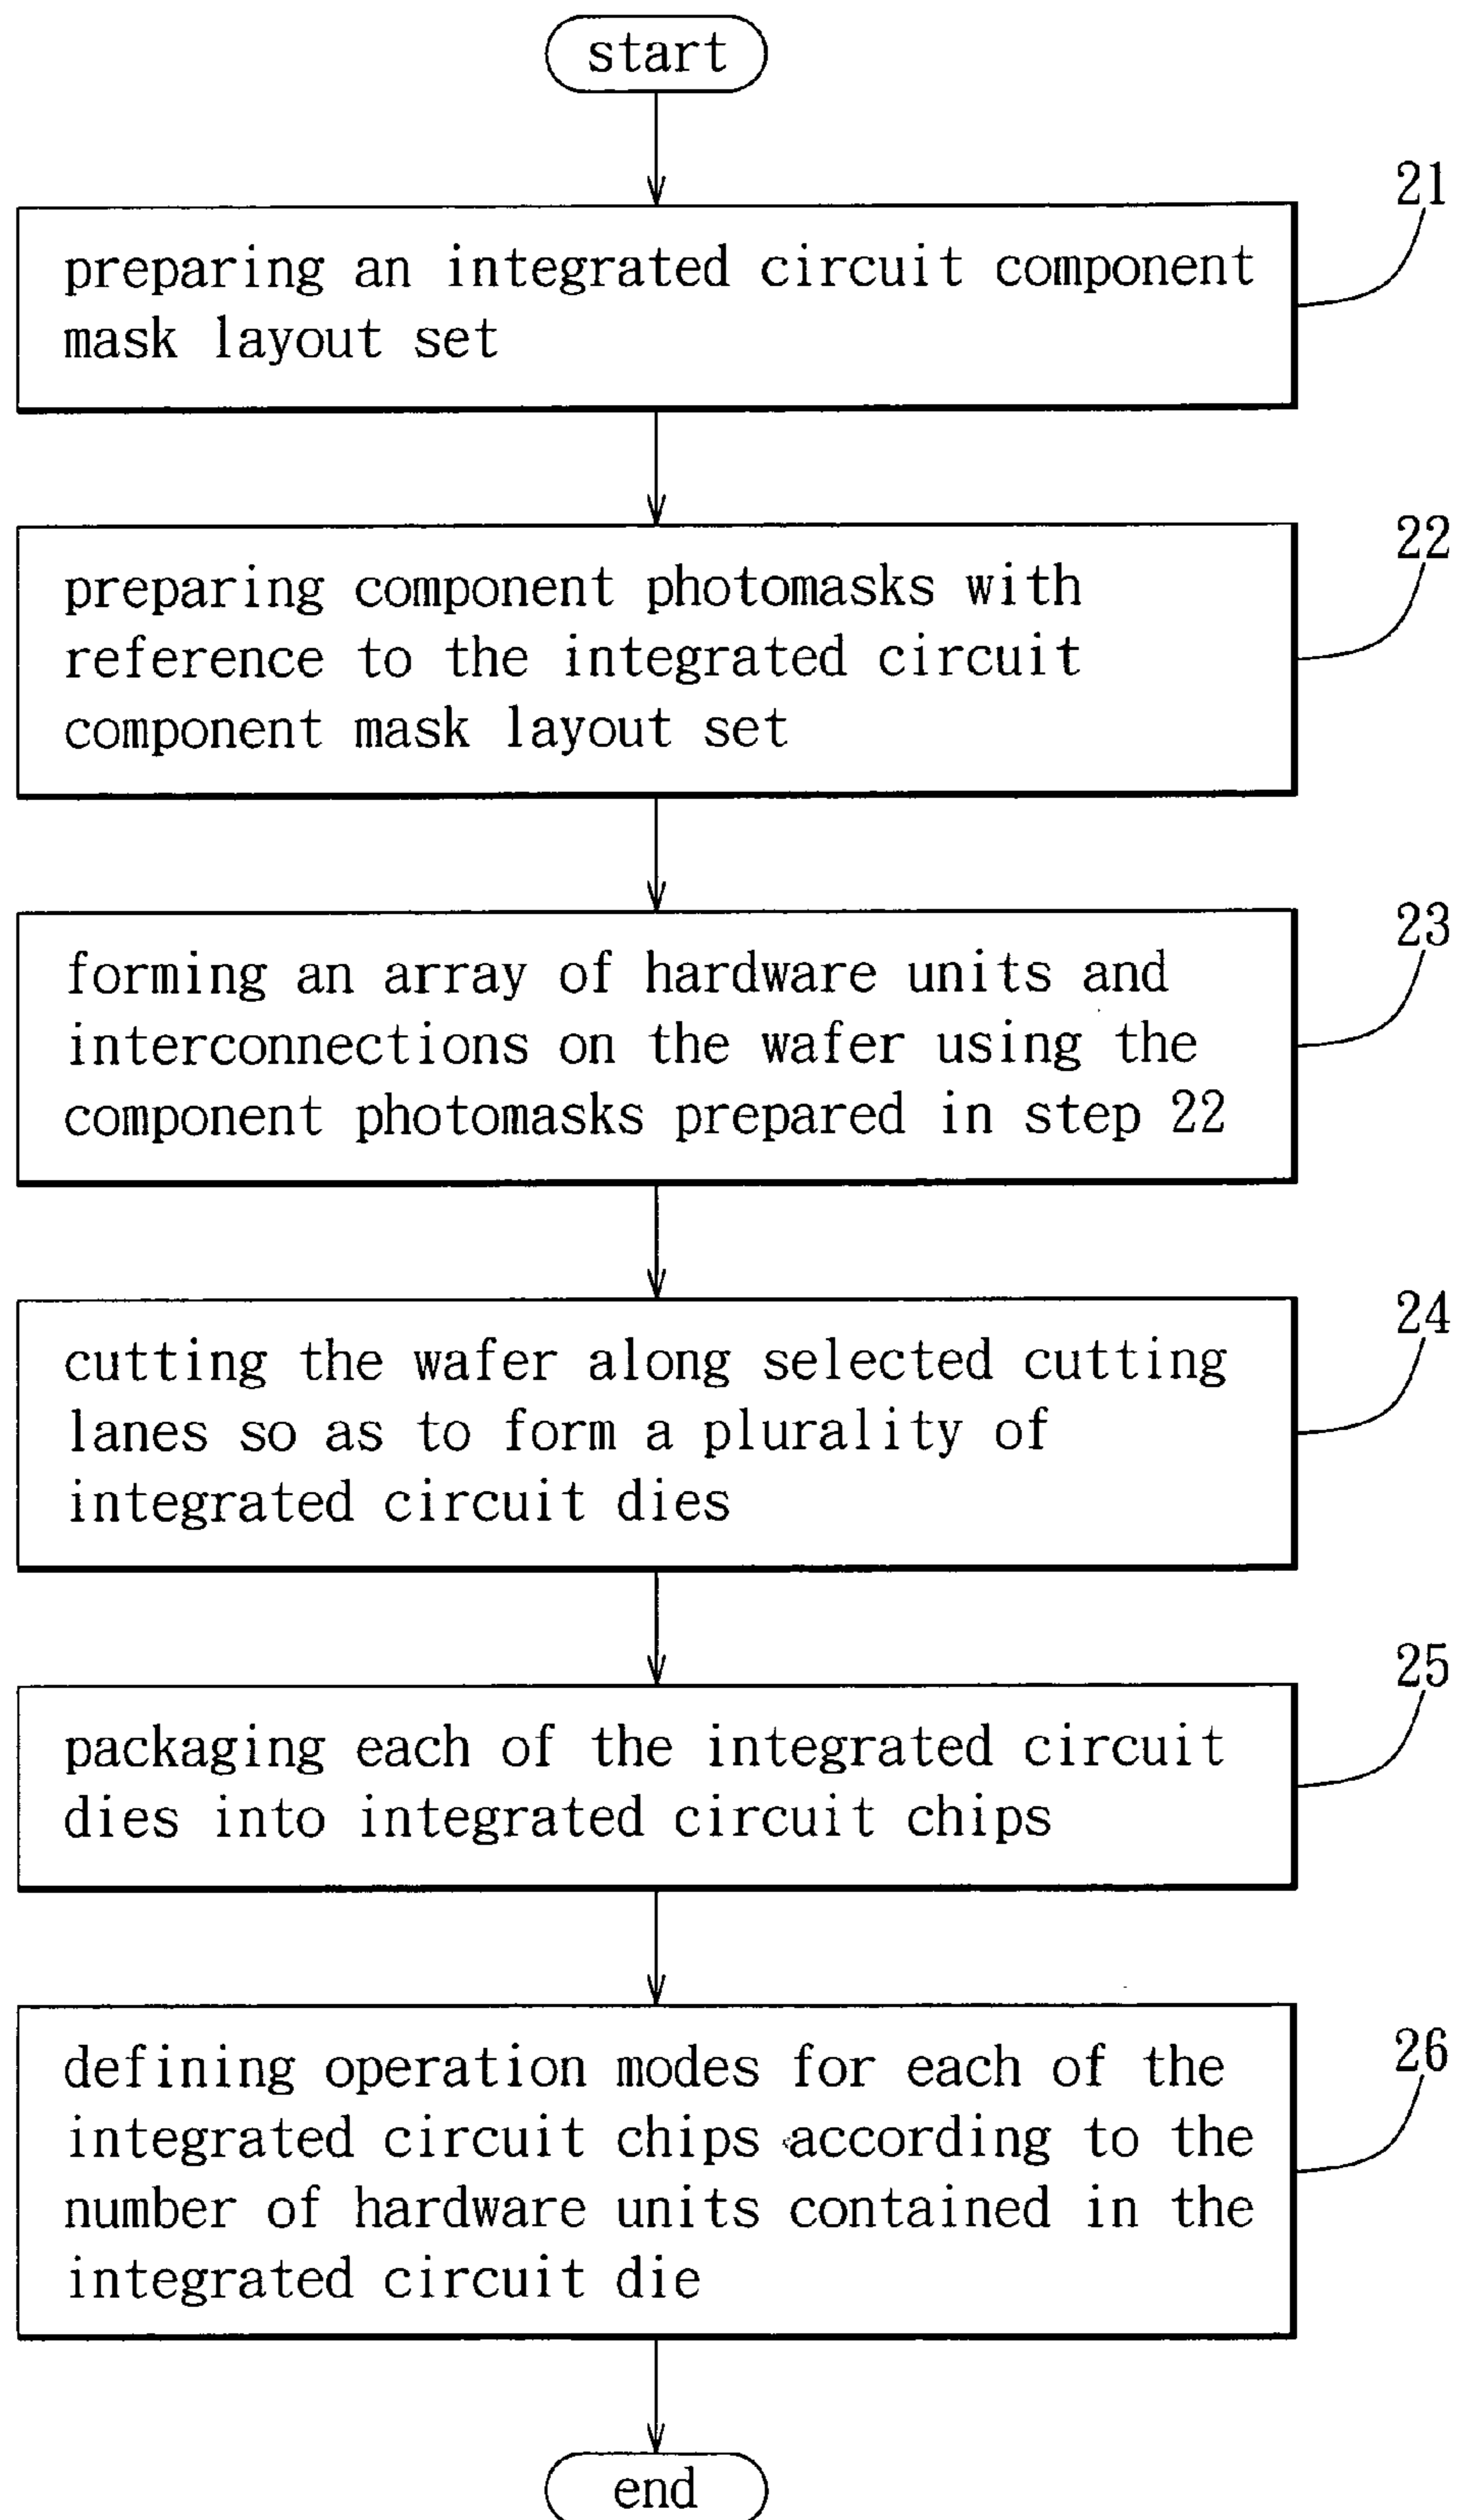 start
21
preparing an integrated circuit component
mask layout set
22
preparing component photomasks with
reference to the integrated circuit
component mask layout set
23
forming an array of hardware units and
interconnections on the wafer using the
component photomasks prepared in step 22
24
cutting the wafer along selected cutting
lanes so as to form a plurality of
integrated circuit dies
25
packaging each of the integrated circuit
dies into integrated circuit chips
26
defining operation modes for each of the
integrated circuit chips according to the
number of hardware units contained in the
integrated circuit die
end